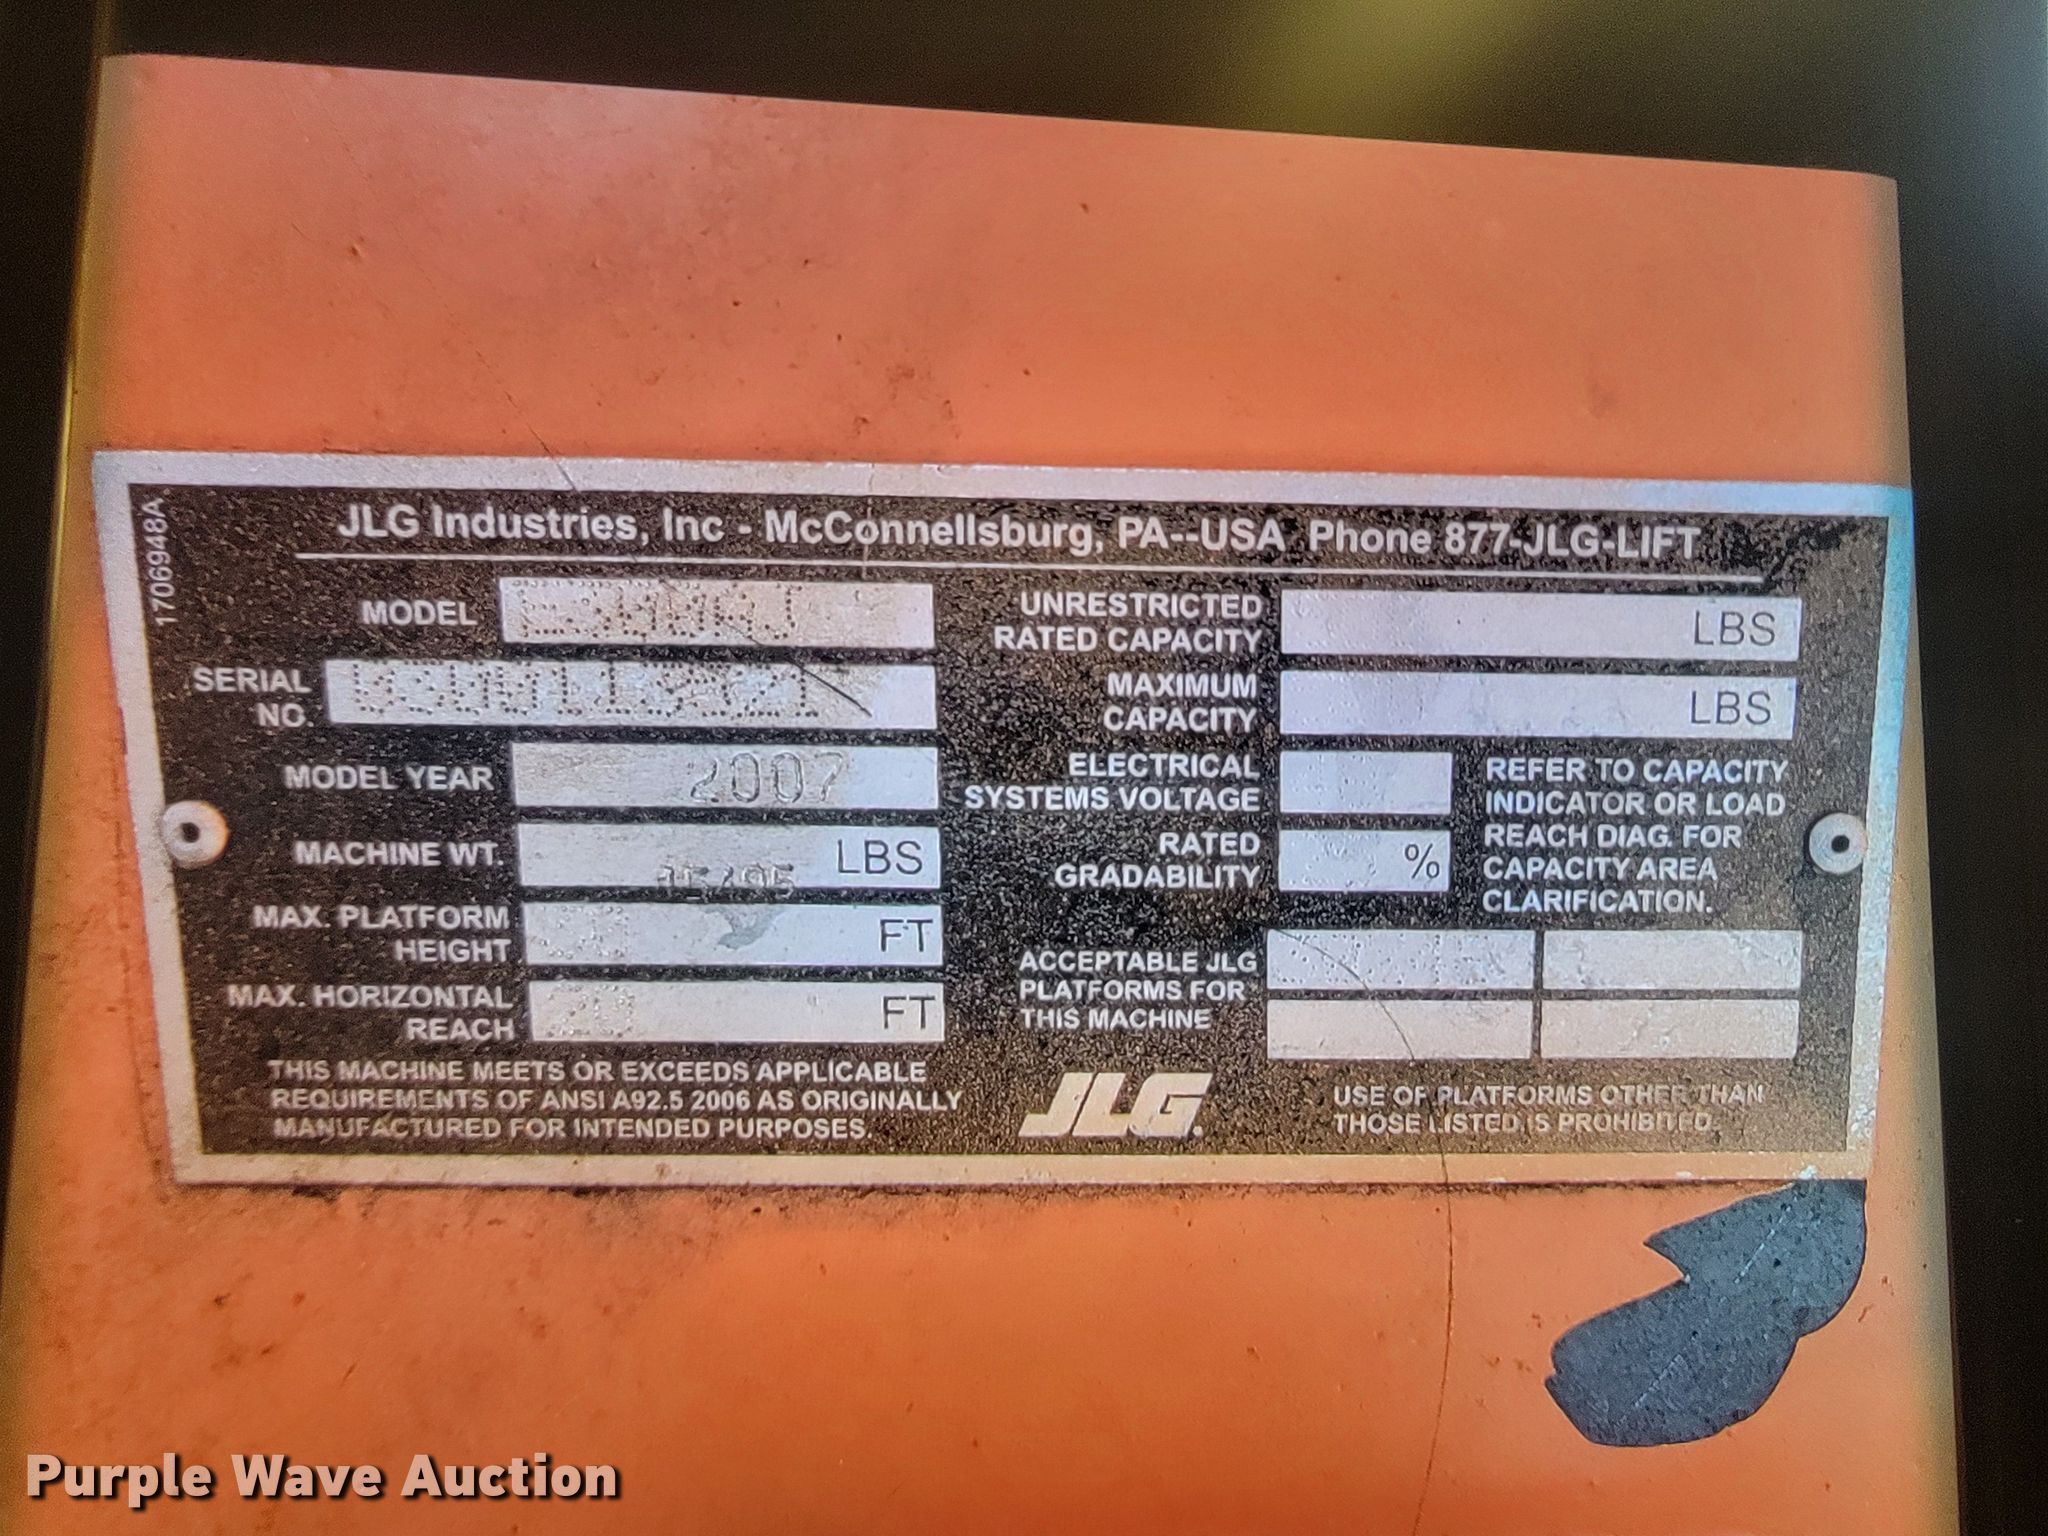 JLG Industries, Inc - McConnellsburg, PA--USA Phone 877-JLG-LIFT
1706948A
MODEL E300AJ
SERIAL
NO.
MODEL YEAR 2007
MACHINE WT. LBS
MAX. PLATFORM
HEIGHT FT
MAX. HORIZONTAL
REACH 20 FT
THIS MACHINE MEETS OR EXCEEDS APPLICABLE
REQUIREMENTS OF ANSI A92.5 2006 AS ORIGINALLY
MANUFACTURED FOR INTENDED PURPOSES.
UNRESTRICTED
RATED CAPACITY LBS
MAXIMUM
CAPACITY LBS
ELECTRICAL
SYSTEMS VOLTAGE
RATED
GRADABILITY %
REFER TO CAPACITY
INDICATOR OR LOAD
REACH DIAG. FOR
CAPACITY AREA
CLARIFICATION.
ACCEPTABLE JLG
PLATFORMS FOR
THIS MACHINE
JLG
USE OF PLATFORMS OTHER THAN
THOSE LISTED IS PROHIBITED.
Purple Wave Auction